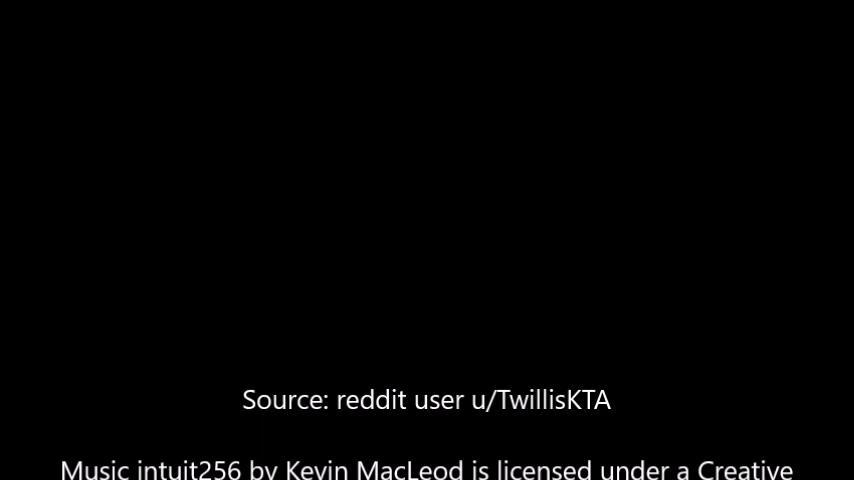 Source: reddit user u/TwillisKTA
Music intuit256 by Kevin MacLeod is licensed under a Creative